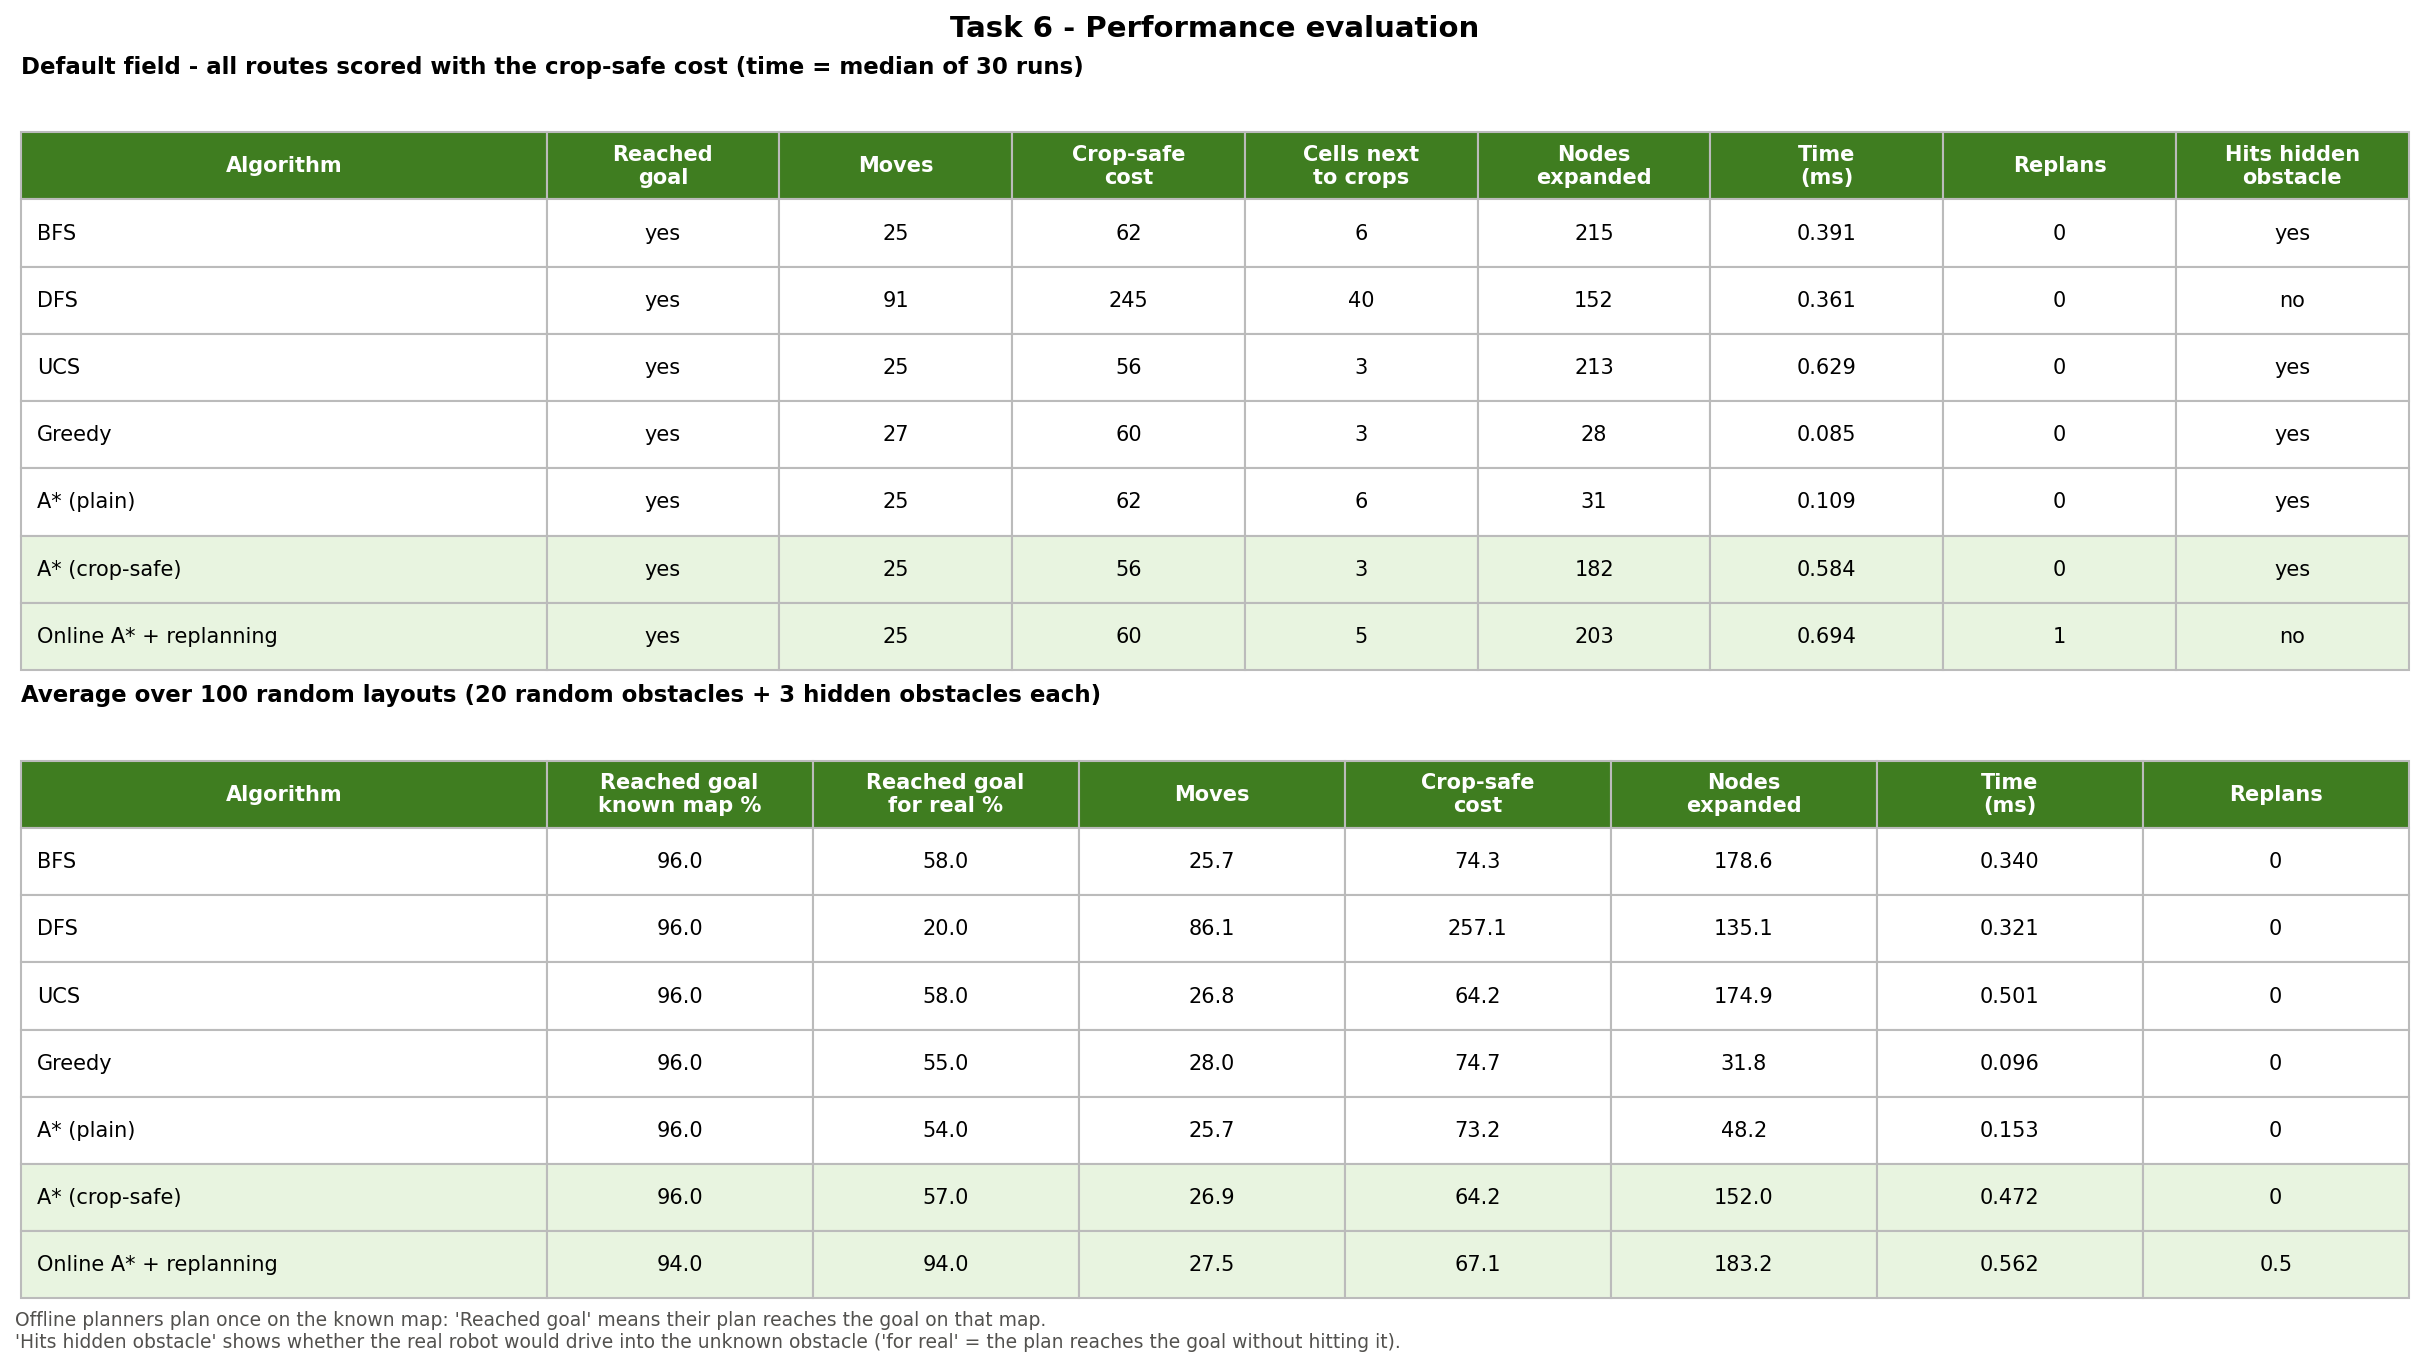 Task 6 - Performance evaluation
Default field - all routes scored with the crop-safe cost (time = median of 30 runs)
Algorithm Reached goal Moves Crop-safe cost Cells next to crops Nodes expanded Time (ms) Replans Hits hidden obstacle
BFS yes 25 62 6 215 0.391 0 yes
DFS yes 91 245 40 152 0.361 0 no
UCS yes 25 56 3 213 0.629 0 yes
Greedy yes 27 60 3 28 0.085 0 yes
A* (plain) yes 25 62 6 31 0.109 0 yes
A* (crop-safe) yes 25 56 3 182 0.584 0 yes
Online A* + replanning yes 25 60 5 203 0.694 1 no
Average over 100 random layouts (20 random obstacles + 3 hidden obstacles each)
Algorithm Reached goal known map % Reached goal for real % Moves Crop-safe cost Nodes expanded Time (ms) Replans
BFS 96.0 58.0 25.7 74.3 178.6 0.340 0
DFS 96.0 20.0 86.1 257.1 135.1 0.321 0
UCS 96.0 58.0 26.8 64.2 174.9 0.501 0
Greedy 96.0 55.0 28.0 74.7 31.8 0.096 0
A* (plain) 96.0 54.0 25.7 73.2 48.2 0.153 0
A* (crop-safe) 96.0 57.0 26.9 64.2 152.0 0.472 0
Online A* + replanning 94.0 94.0 27.5 67.1 183.2 0.562 0.5
Offline planners plan once on the known map: 'Reached goal' means their plan reaches the goal on that map.
'Hits hidden obstacle' shows whether the real robot would drive into the unknown obstacle ('for real' = the plan reaches the goal without hitting it).